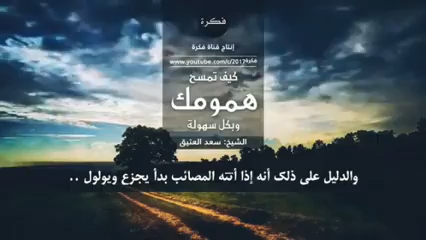 فكرة
إنتاج قناة فكرة
www.youtube.com/c/2017فكرة
كيف تمسح
همومك
وبكل سهولة
الشيخ: سعد العتيق
والدليل على ذلك أنه إذا أتته المصائب بدأ يجزع ويولول ..